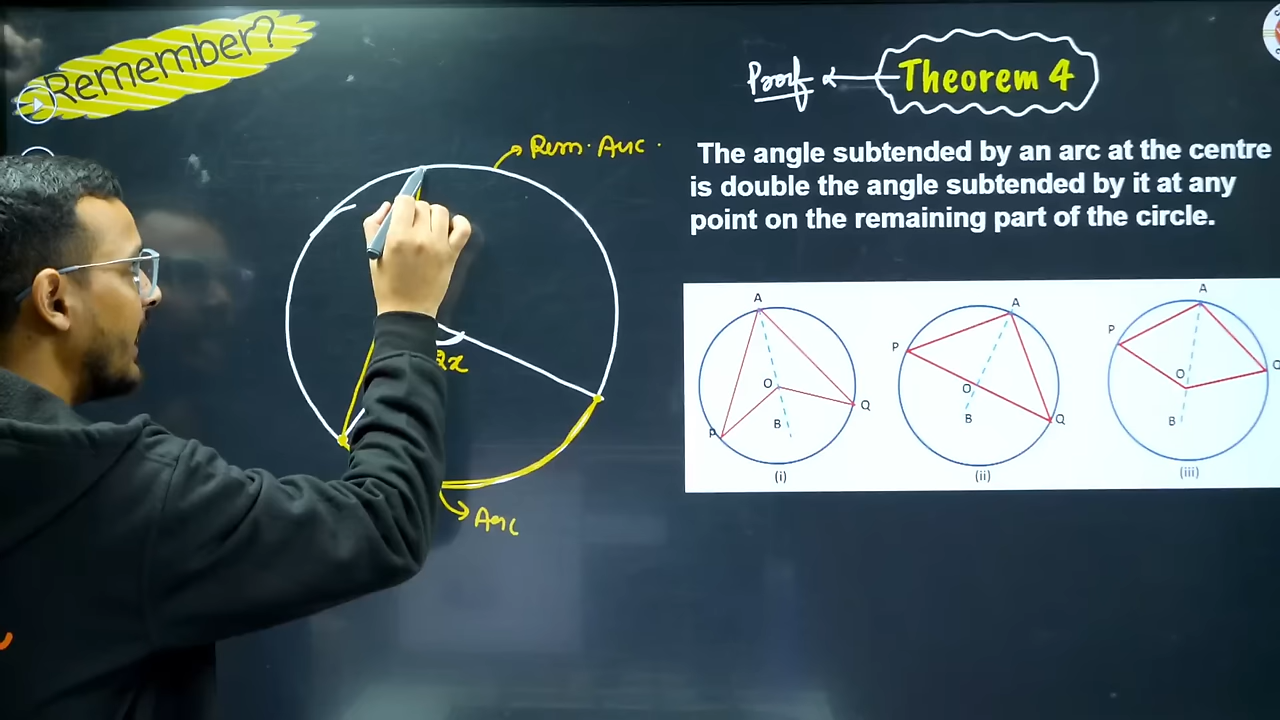 Remember?
Proof
Theorem 4
The angle subtended by an arc at the centre
is double the angle subtended by it at any
point on the remaining part of the circle.
Rem. Arc.
2x
Arc
A
O
P
Q
B
(i)
A
P
O
B
Q
(ii)
A
P
O
Q
B
(iii)